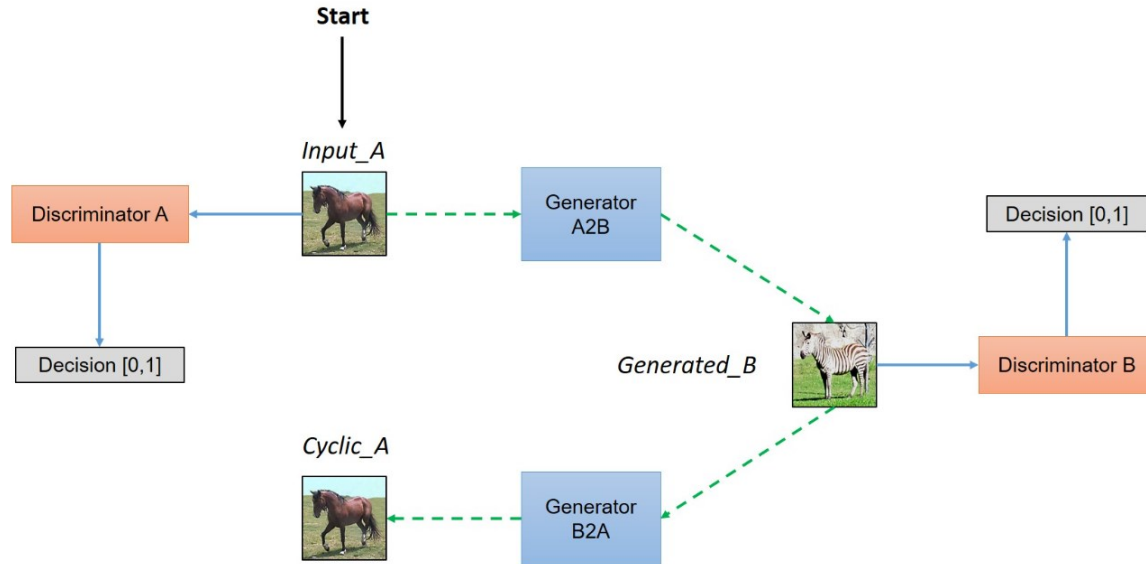 Start
Input_A
Discriminator A
Generator
A2B
Decision [0,1]
Decision [0,1]
Generated_B
Discriminator B
Cyclic_A
Generator
B2A